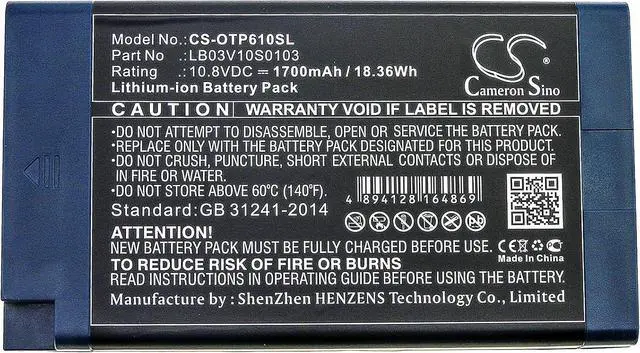 Model No.:CS-OTP610SL
Part No :LB03V10S0103
Rating :10.8VDC 1700mAh / 18.36Wh
Lithium-ion Battery Pack
CS
Cameron Sino
CAUTION WARRANTY VOID IF LABEL IS REMOVED
•DO NOT ATTEMPT TO DISASSEMBLE, OPEN OR SERVICE THE BATTERY PACK.
•REPLACE ONLY WITH THE BATTERY PACK DESIGNATED FOR THIS PRODUCT.
•DO NOT CRUSH, PUNCTURE, SHORT EXTERNAL CONTACTS OR DISPOSE OF
IN FIRE OR WATER.
•DO NOT STORE ABOVE 60℃ (140℉).
Standard:GB 31241-2014
4 894128 164869
ATTENTION!
NEW BATTERY PACK MUST BE FULLY CHARGED BEFORE USE.
TO REDUCE RISK OF FIRE OR BURNS
READ INSTRUCTIONS OF OPERATING GUIDE BEFORE USING THE BATTERY.
CE
Made In China
Manufacture by : ShenZhen HENZENS Technology Co., Limited